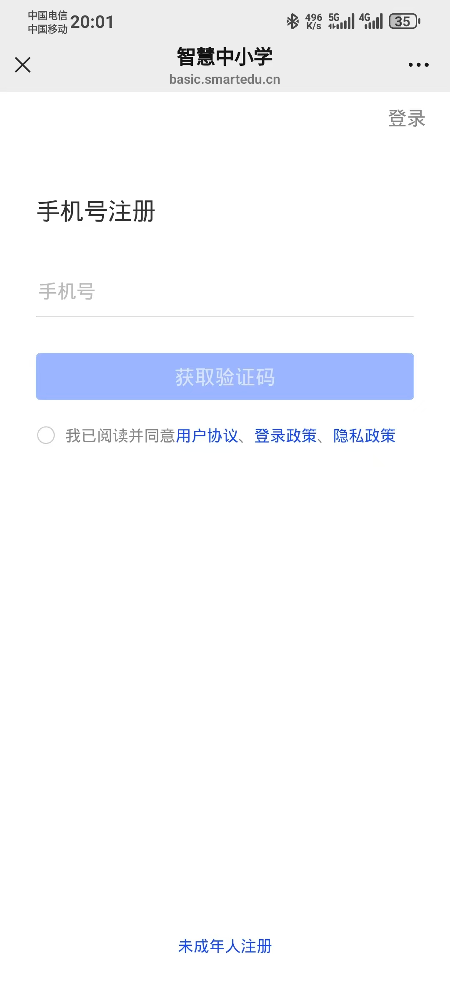 中国电信
中国移动
20:01
496
K/s
5G
4G
35
智慧中小学
basic.smartedu.cn
登录
手机号注册
手机号
获取验证码
我已阅读并同意用户协议、登录政策、隐私政策
未成年人注册